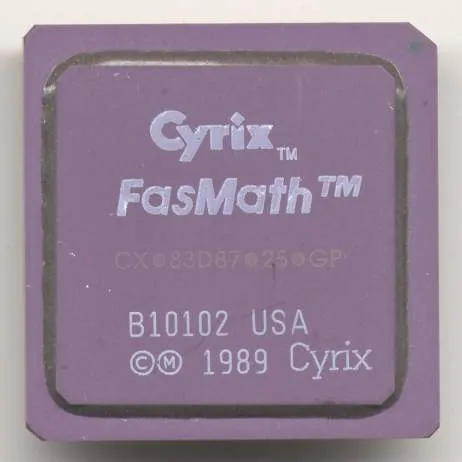 Cyrix™
FasMath™
CX•83D87•25•GP
B10102 USA
©Ⓜ 1989 Cyrix